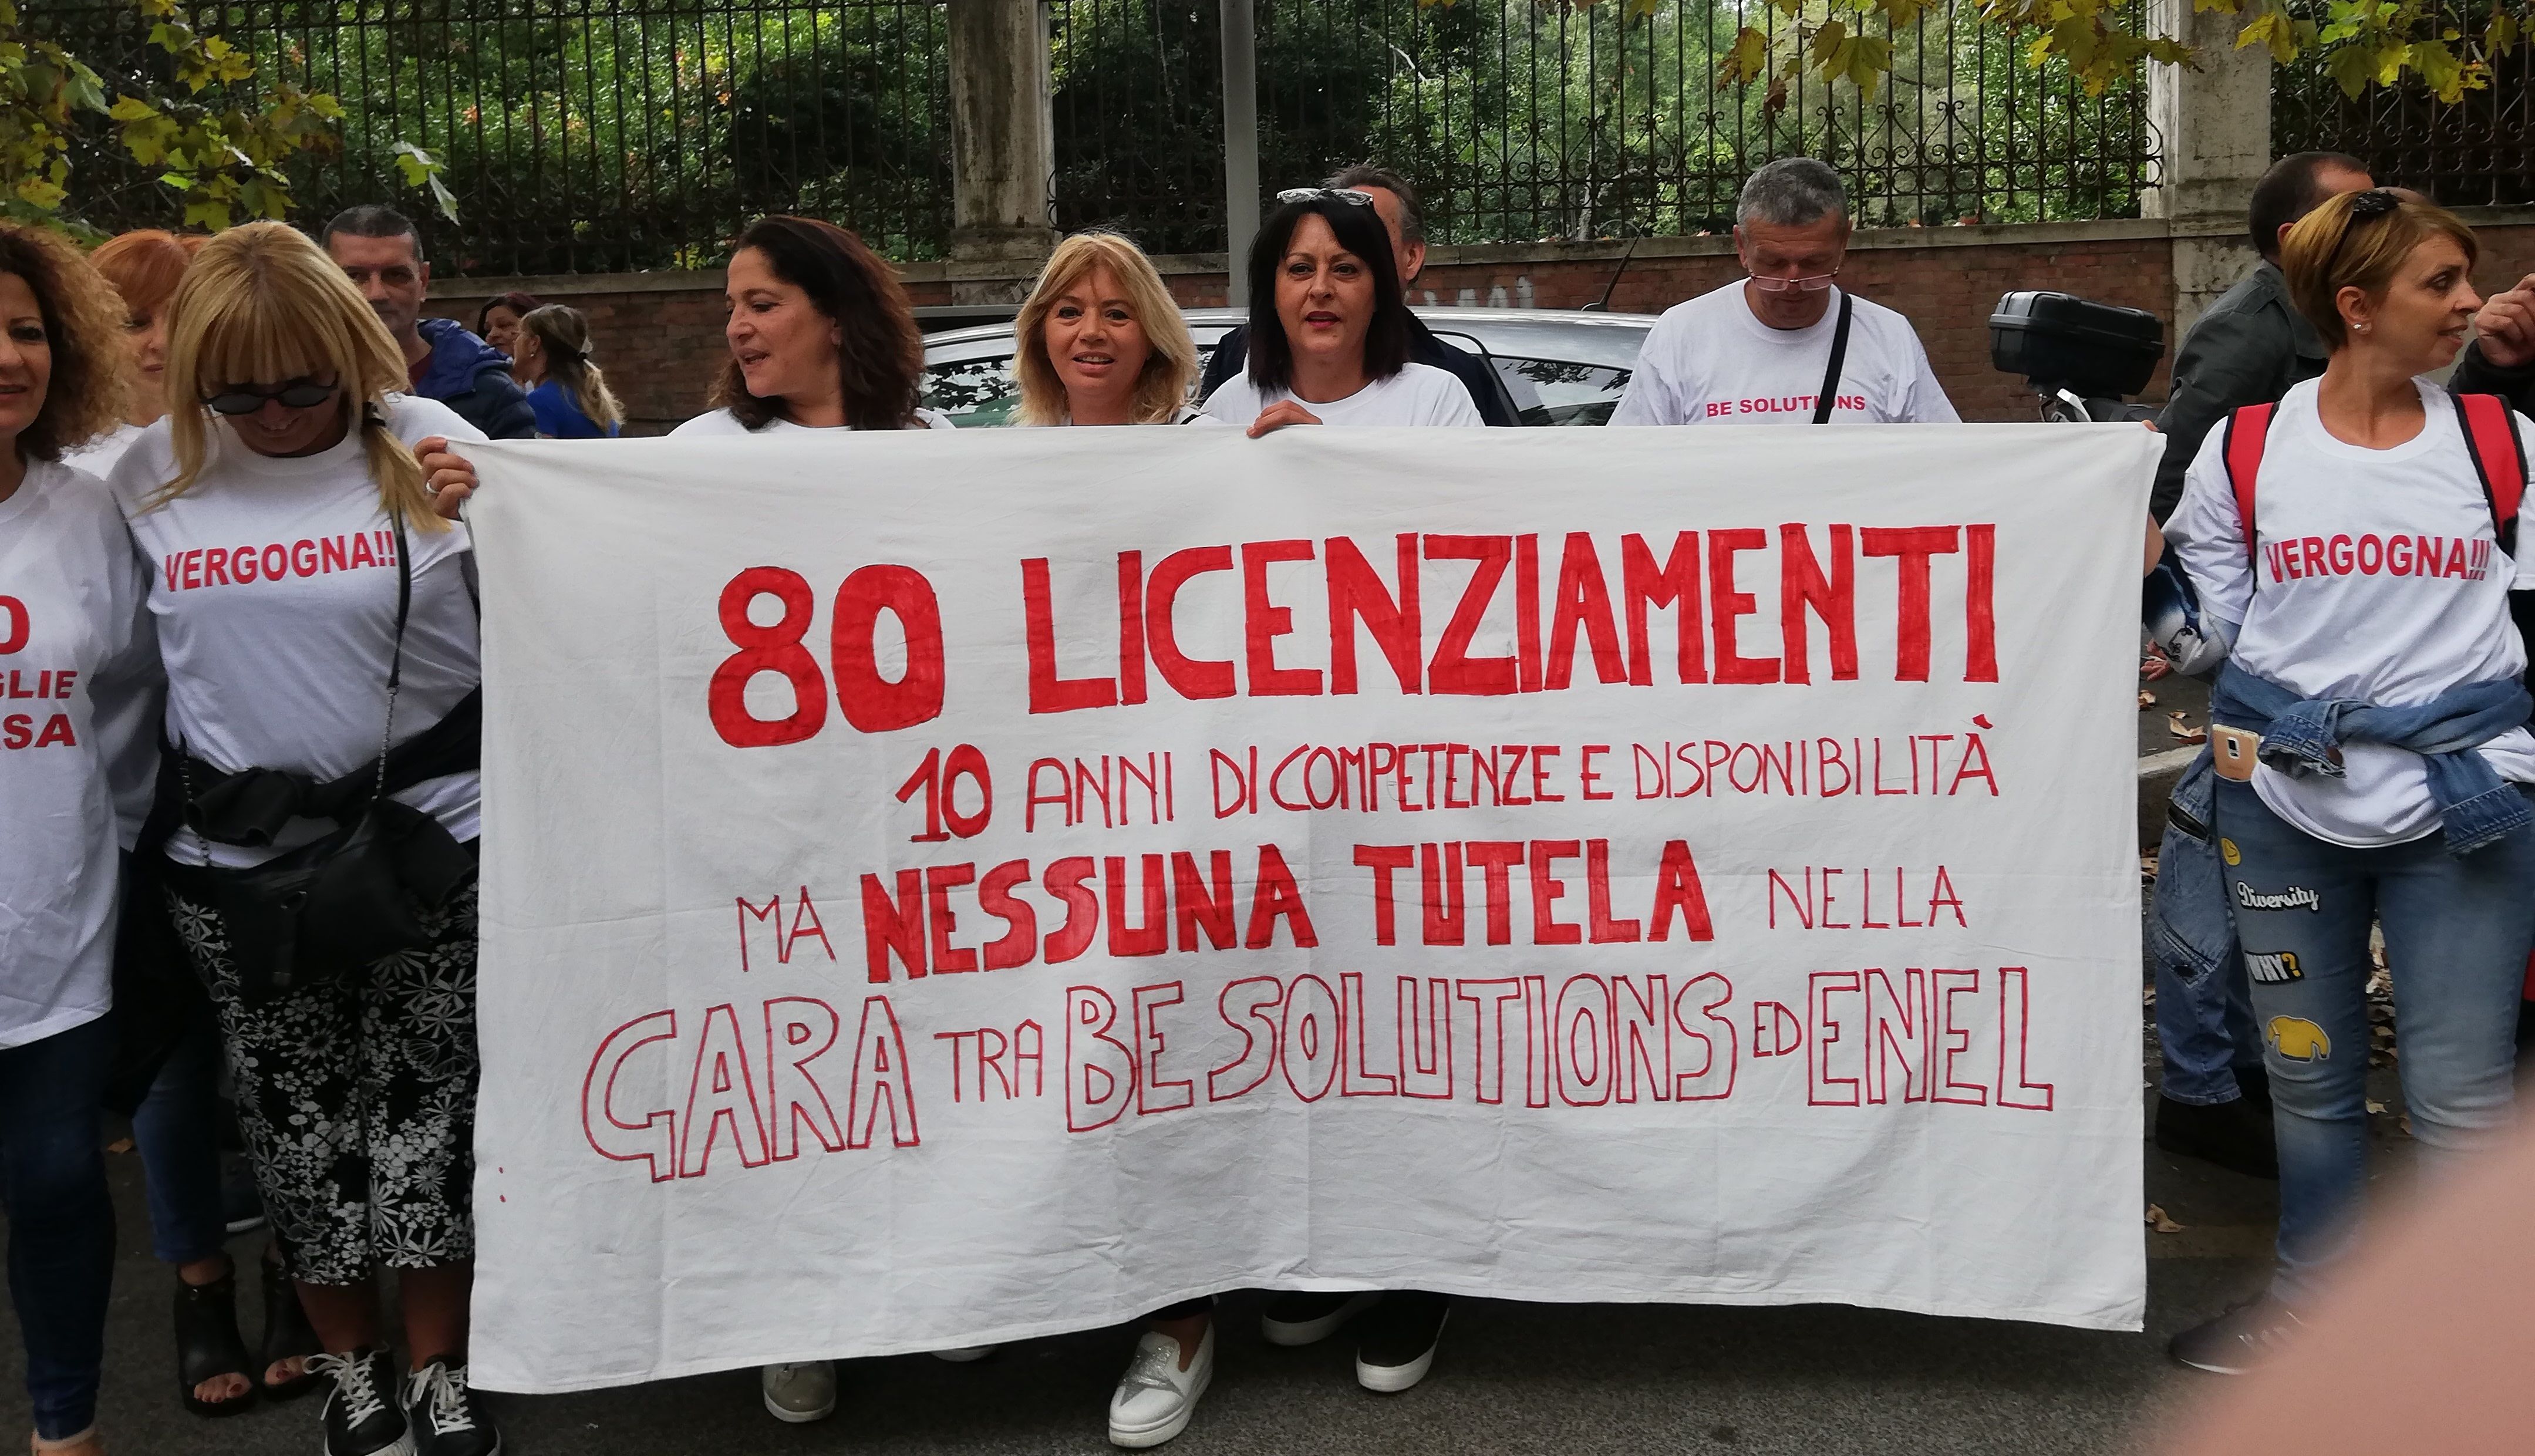 80 LICENZIAMENTI
10 ANNI DI COMPETENZE E DISPONIBILITÀ
MA NESSUNA TUTELA NELLA
GARA TRA BE SOLUTIONS ED ENEL
VERGOGNA!!
BE SOLUTIONS
VERGOGNA!!!
Diversity
WHY?